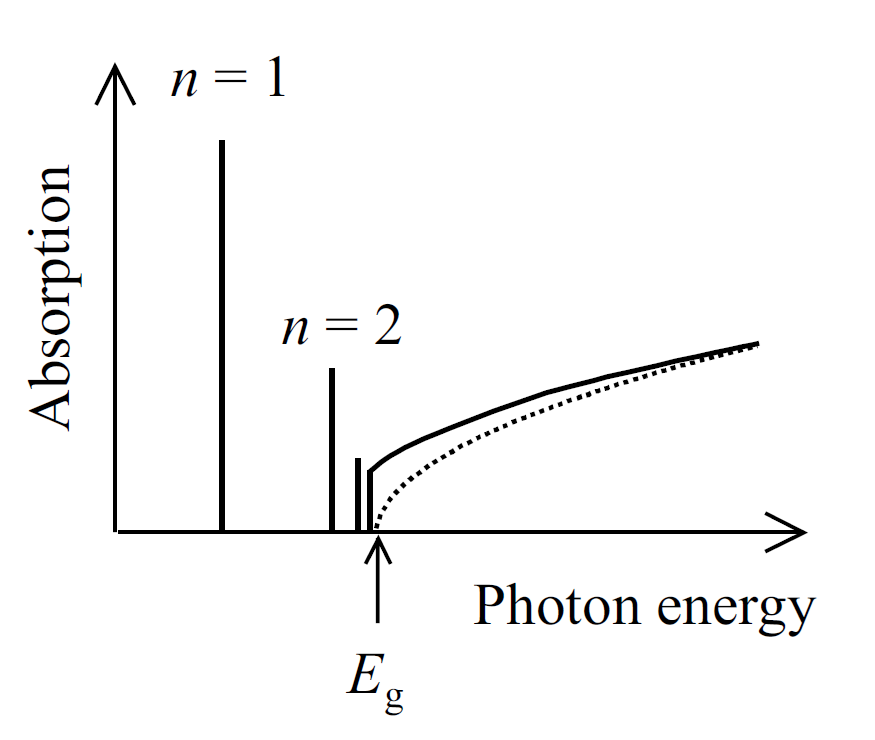 n = 1
Absorption
n = 2
Photon energy
Eg